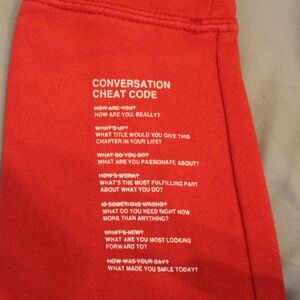 CONVERSATION
CHEAT CODE
HOW ARE YOU?
HOW ARE YOU, REALLY?
WHAT'S UP?
WHAT TITLE WOULD YOU GIVE THIS
CHAPTER IN YOUR LIFE?
WHAT DO YOU DO?
WHAT ARE YOU PASSIONATE ABOUT?
HOW'S WORK?
WHAT'S THE MOST FULFILLING PART
ABOUT WHAT YOU DO?
IS SOMETHING WRONG?
WHAT DO YOU NEED RIGHT NOW
MORE THAN ANYTHING?
WHAT'S NEW?
WHAT ARE YOU MOST LOOKING
FORWARD TO?
HOW WAS YOUR DAY?
WHAT MADE YOU SMILE TODAY?